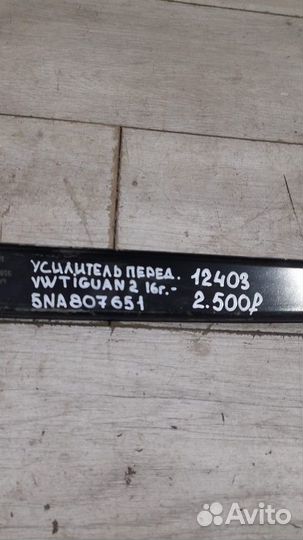 УСИЛИТЕЛЬ ПЕРЕД. 12403
VW TIGUAN 2 16г.- 2.500₽
5NA807651
Avito